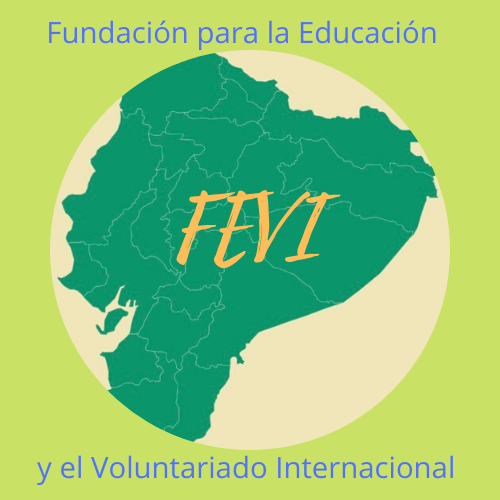 Fundación para la Educación
FEVI
y el Voluntariado Internacional